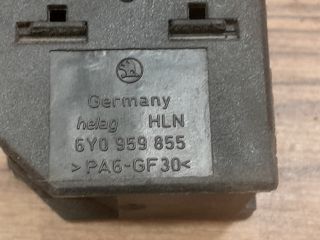 Germany
helag HLN
6Y0 959 855
>PA6-GF30<